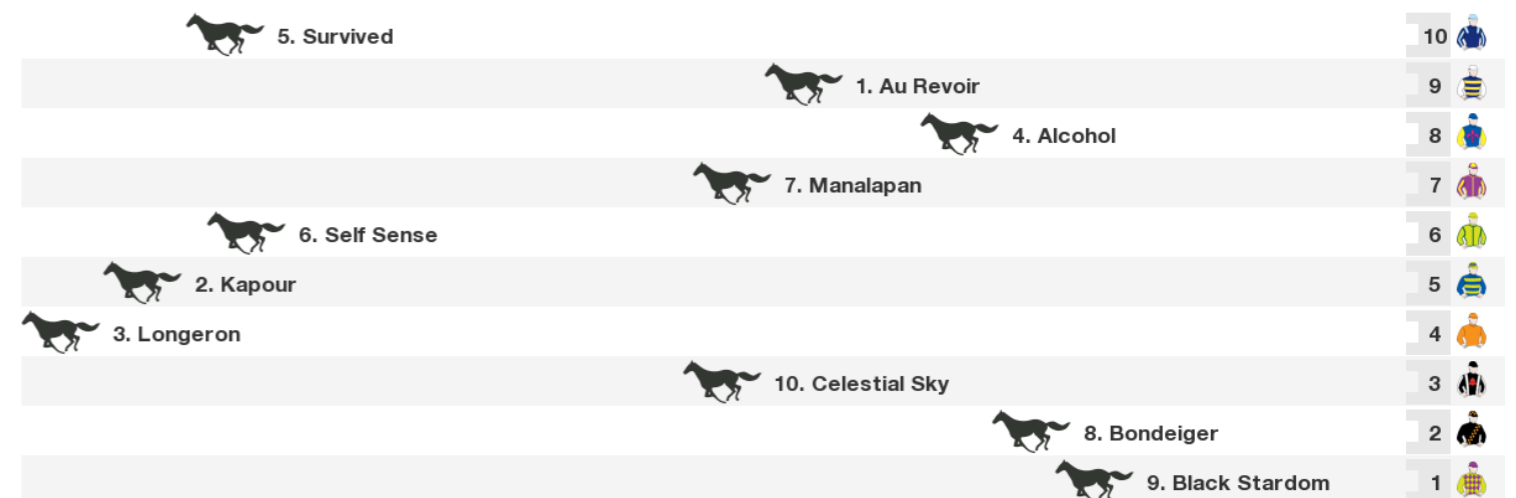 5. Survived 10
1. Au Revoir 9
4. Alcohol 8
7. Manalapan 7
6. Self Sense 6
2. Kapour 5
3. Longeron 4
10. Celestial Sky 3
8. Bondeiger 2
9. Black Stardom 1